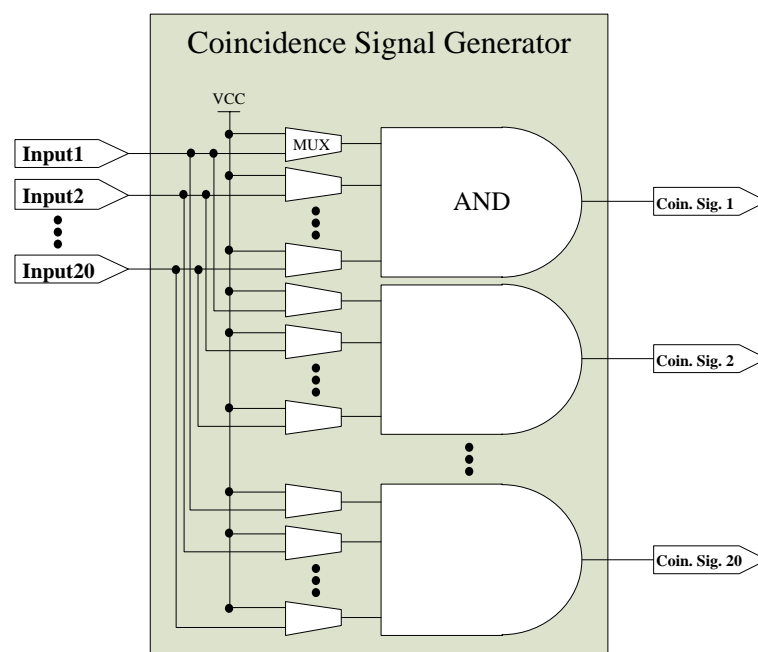 Coincidence Signal Generator
VCC
Input1
MUX
Input2
AND
Coin. Sig. 1
Input20
Coin. Sig. 2
Coin. Sig. 20